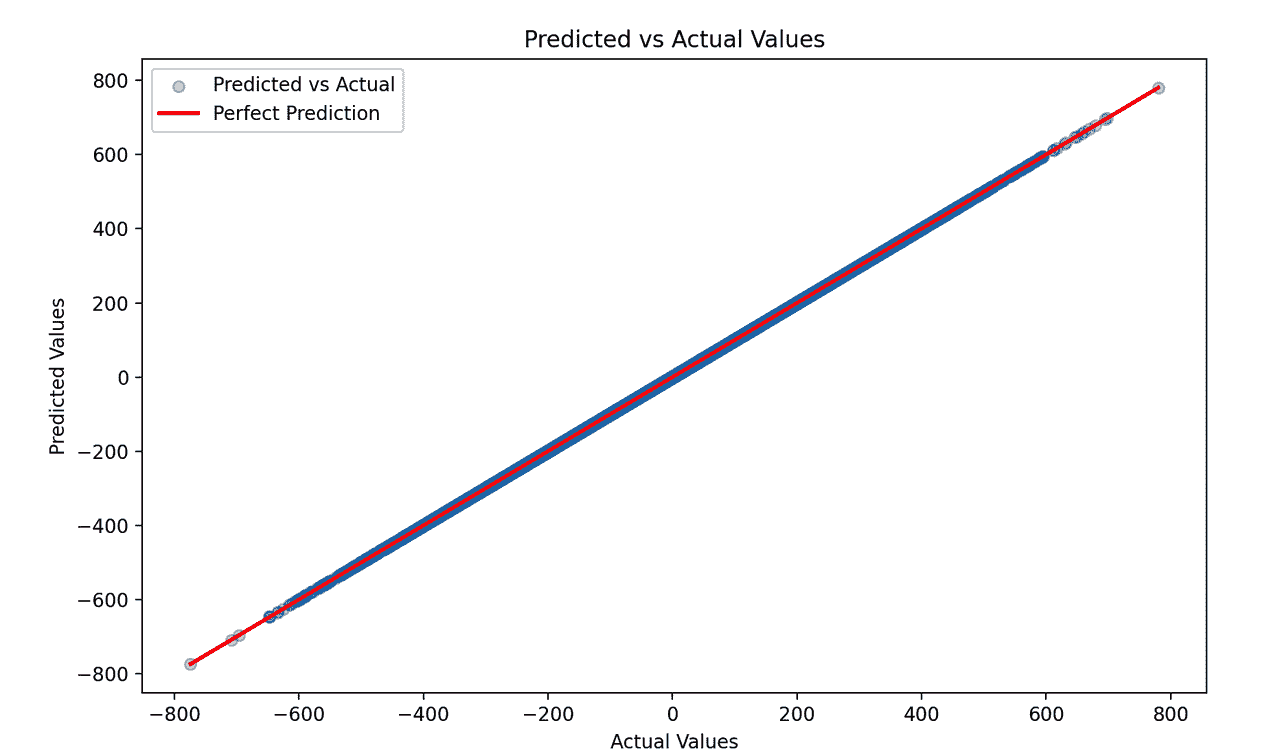 Predicted vs Actual Values
Predicted vs Actual
Perfect Prediction
Predicted Values
800
600
400
200
0
−200
−400
−600
−800
−800 −600 −400 −200 0 200 400 600 800
Actual Values